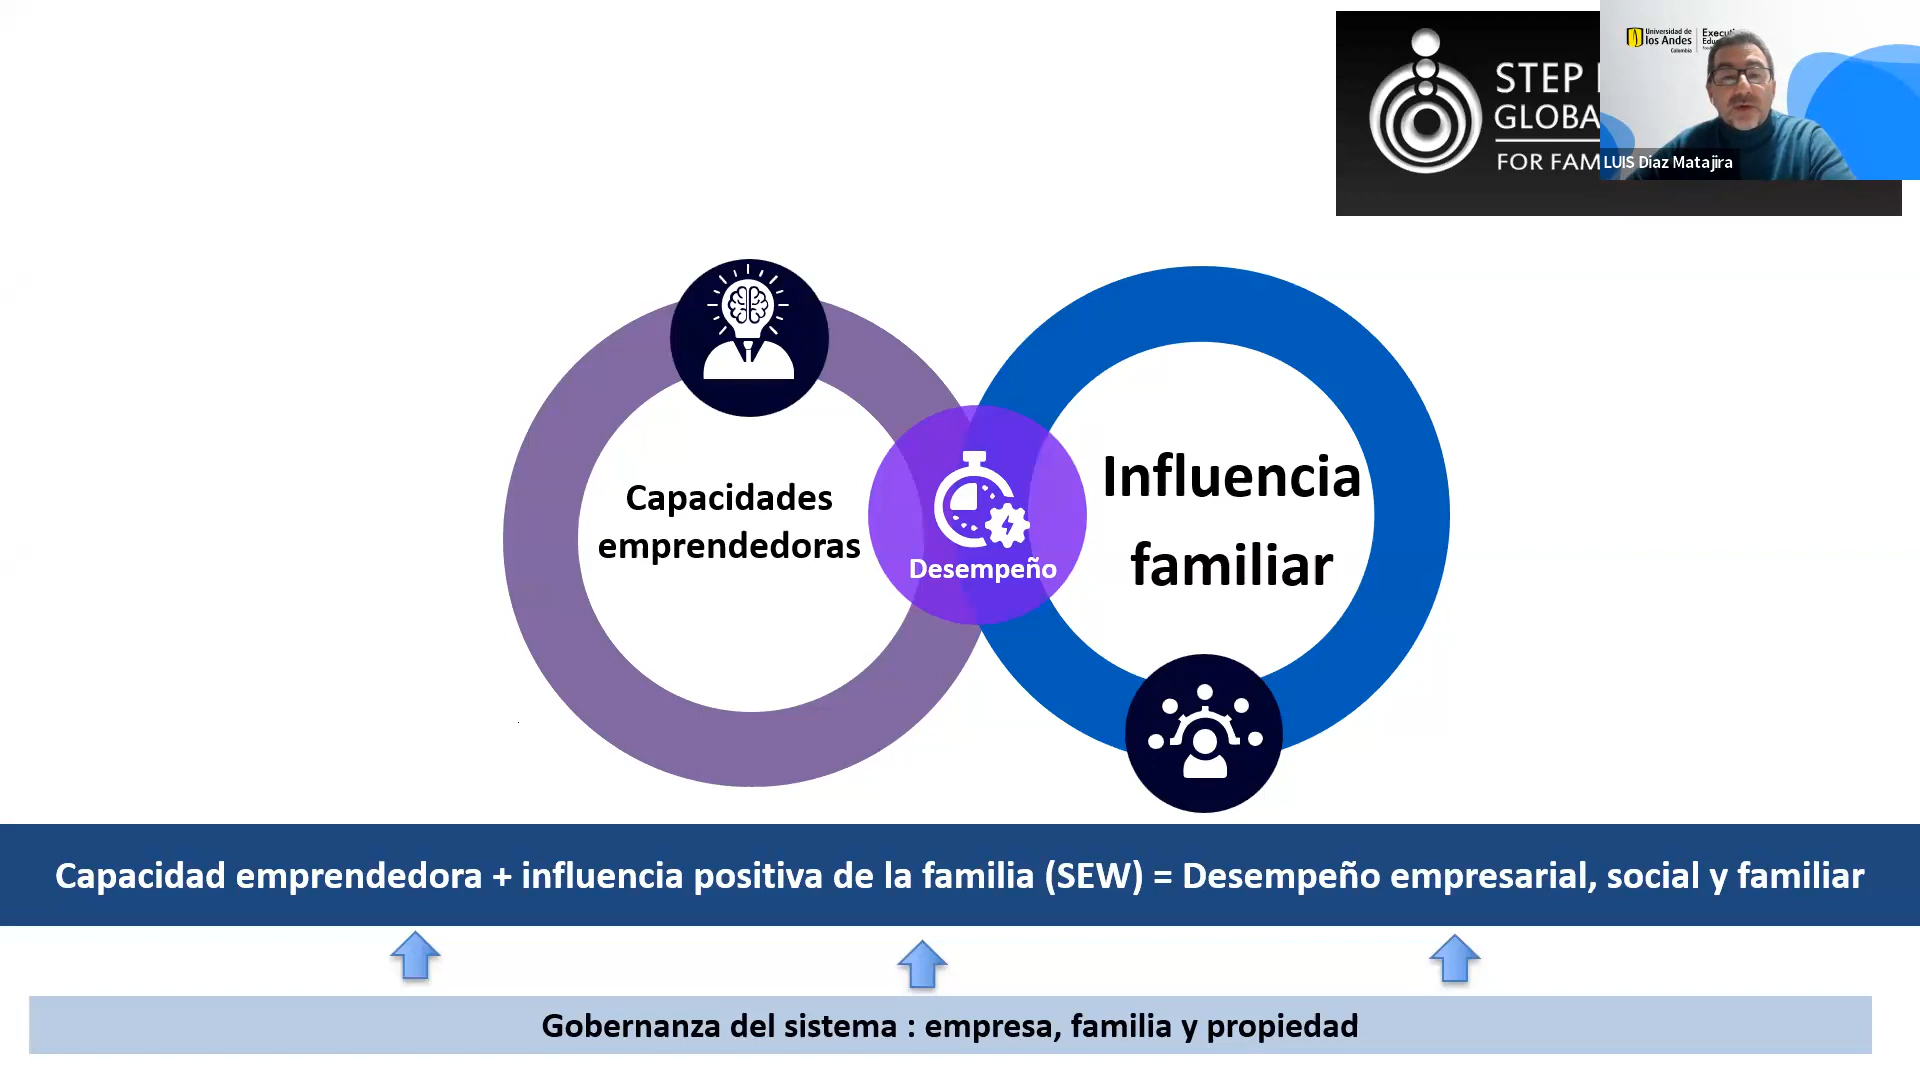 STEP
GLOBA
FOR FAM
Universidad de
los Andes
Colombia
LUIS Diaz Matajira
Capacidades
emprendedoras
Desempeño
Influencia
familiar
Capacidad emprendedora + influencia positiva de la familia (SEW) = Desempeño empresarial, social y familiar
Gobernanza del sistema : empresa, familia y propiedad